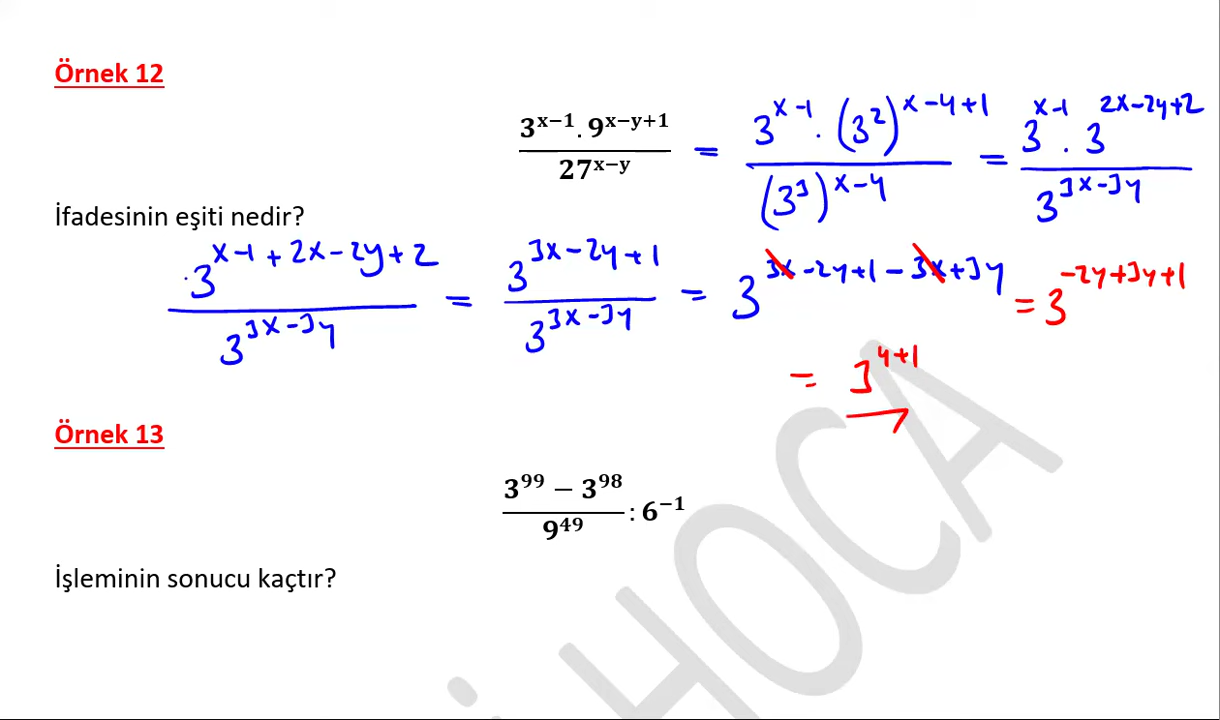 Örnek 12
3^{x−1} . 9^{x−y+1} / 27^{x−y} = 3^{x-1} · (3^2)^{x-y+1} / (3^3)^{x-y} = 3^{x-1} . 3^{2x-2y+2} / 3^{3x-3y}
İfadesinin eşiti nedir?
3^{x-1+2x-2y+2} / 3^{3x-3y} = 3^{3x-2y+1} / 3^{3x-3y} = 3^{3x-2y+1-3x+3y} = 3^{-2y+3y+1}
= 3^{y+1}
Örnek 13
3^{99} − 3^{98} / 9^{49} : 6^{−1}
İşleminin sonucu kaçtır?
HOCA